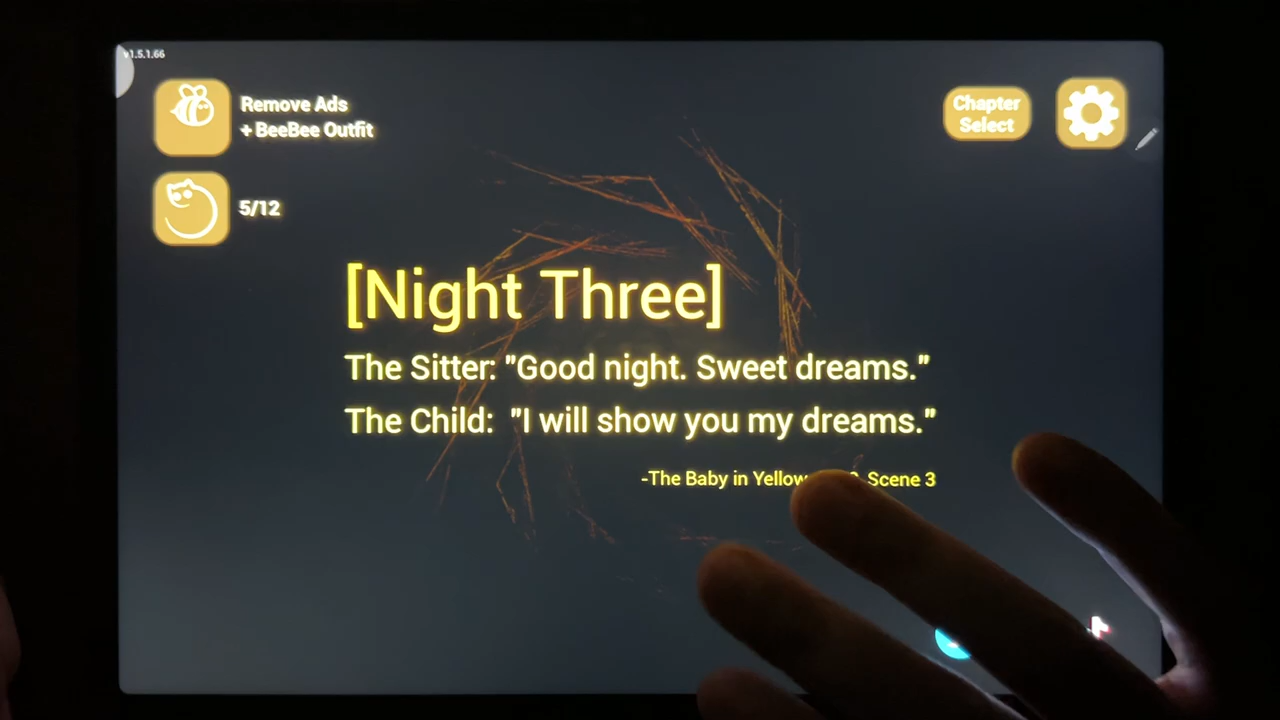 v1.5.1.66
Remove Ads
+ BeeBee Outfit
Chapter
Select
5/12
[Night Three]
The Sitter: "Good night. Sweet dreams."
The Child: "I will show you my dreams."
-The Baby in Yellow Scene 3